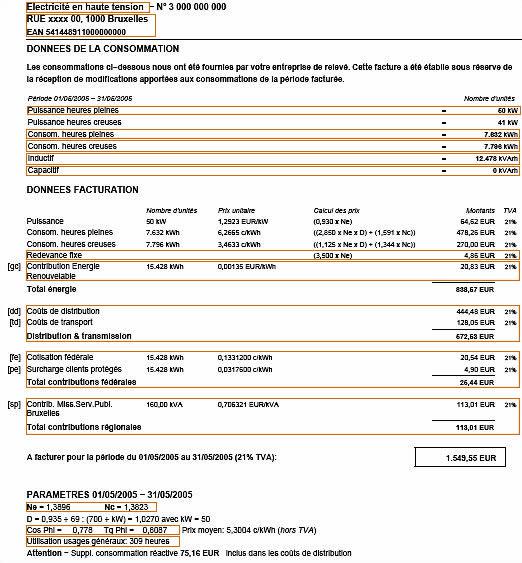 Electricité en haute tension – N° 3 000 000 000
RUE xxxx 00, 1000 Bruxelles
EAN 541448911000000000
DONNEES DE LA CONSOMMATION
Les consommations ci-dessous nous ont été fournies par votre entreprise de relevé. Cette facture a été établie sous réserve de
la réception de modifications apportées aux consommations de la période facturée.
Période 01/05/2005 – 31/05/2005 Nombre d'unités
Puissance heures pleines = 50 kW
Puissance heures creuses = 41 kW
Consom. heures pleines = 7.632 kWh
Consom. heures creuses = 7.796 kWh
Inductif = 12.478 kVArh
Capacitif = 0 kVArh
DONNEES FACTURATION
Nombre d'unités Prix unitaire Calcul des prix Montants TVA
Puissance 50 kW 1,2923 EUR/kW (0,930 x Ne) 64,62 EUR 21%
Consom. heures pleines 7.632 kWh 6,2665 c/kWh ((2,850 x Ne x D) + (1,591 x Nc)) 478,26 EUR 21%
Consom. heures creuses 7.796 kWh 3,4633 c/kWh ((1,125 x Ne x D) + (1,344 x Nc)) 270,00 EUR 21%
Redevance fixe (3,500 x Ne) 4,86 EUR 21%
[gc] Contribution Energie 15.428 kWh 0,00135 EUR/kWh 20,83 EUR 21%
Renouvelable
Total énergie 838,57 EUR
[dd] Coûts de distribution 444,48 EUR 21%
[td] Coûts de transport 128,05 EUR 21%
Distribution & transmission 572,53 EUR
[fe] Cotisation fédérale 15.428 kWh 0,1331200 c/kWh 20,54 EUR 21%
[pe] Surcharge clients protégés 15.428 kWh 0,0317600 c/kWh 4,90 EUR 21%
Total contributions fédérales 25,44 EUR
[sp] Contrib. Miss.Serv.Publ. 160,00 kVA 0,706321 EUR/kVA 113,01 EUR 21%
Bruxelles
Total contributions régionales 113,01 EUR
A facturer pour la période du 01/05/2005 au 31/05/2005 (21% TVA): 1.549,55 EUR
PARAMETRES 01/05/2005 – 31/05/2005
Ne = 1,3896 Nc = 1,3823
D = 0,935 + 69 : (700 + kW) = 1,0270 avec kW = 50
Cos Phi = 0,778 Tg Phi = 0,8087 Prix moyen: 5,3004 c/kWh (hors TVA)
Utilisation usages généraux: 309 heures
Attention – Suppl. consommation réactive 75,16 EUR inclus dans les coûts de distribution